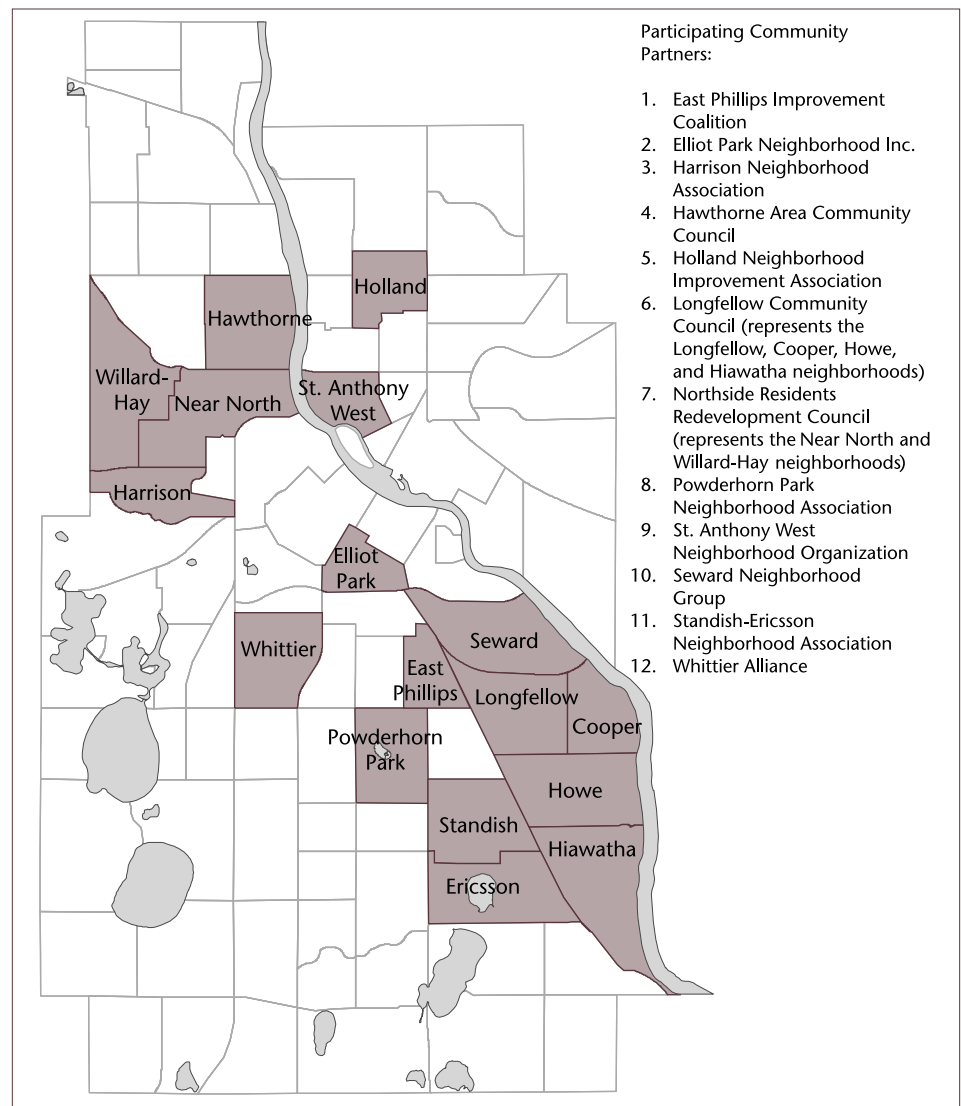 Participating Community
Partners:
1. East Phillips Improvement
Coalition
2. Elliot Park Neighborhood Inc.
3. Harrison Neighborhood
Association
4. Hawthorne Area Community
Council
5. Holland Neighborhood
Improvement Association
6. Longfellow Community
Council (represents the
Longfellow, Cooper, Howe,
and Hiawatha neighborhoods)
7. Northside Residents
Redevelopment Council
(represents the Near North and
Willard-Hay neighborhoods)
8. Powderhorn Park
Neighborhood Association
9. St. Anthony West
Neighborhood Organization
10. Seward Neighborhood
Group
11. Standish-Ericsson
Neighborhood Association
12. Whittier Alliance
Holland
Hawthorne
Willard-
Hay
Near North
St. Anthony
West
Harrison
Elliot
Park
Whittier
Seward
East
Phillips
Longfellow
Cooper
Powderhorn
Park
Howe
Standish
Hiawatha
Ericsson